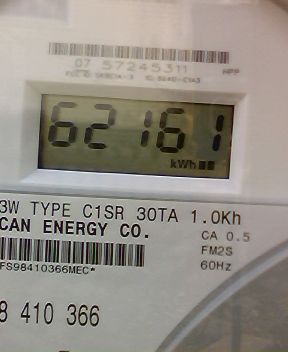 07 57245311
62161
kWh
3W TYPE C1SR 30TA 1.0Kh
CAN ENERGY CO.
CA 0.5
FM2S
60Hz
FS98410366MEC*
8 410 366